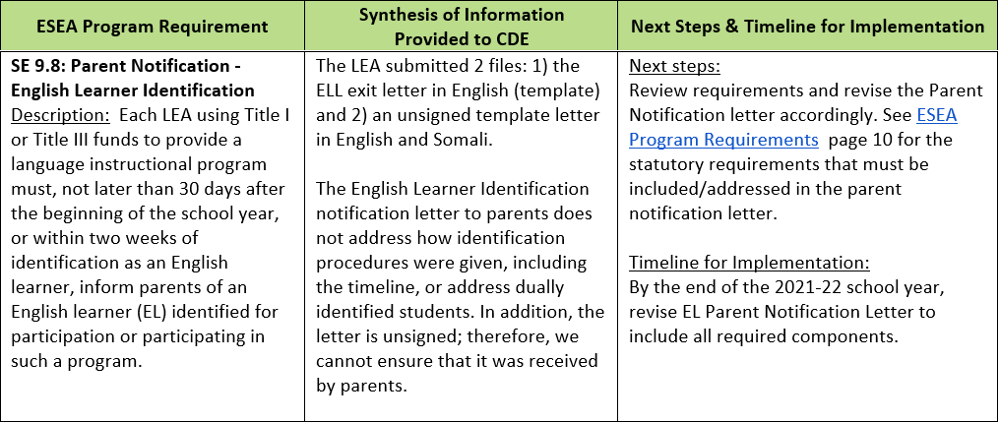 ESEA Program Requirement
Synthesis of Information
Provided to CDE
Next Steps & Timeline for Implementation
SE 9.8: Parent Notification -
English Learner Identification
Description:  Each LEA using Title I
or Title III funds to provide a
language instructional program
must, not later than 30 days after
the beginning of the school year,
or within two weeks of
identification as an English
learner, inform parents of an
English learner (EL) identified for
participation or participating in
such a program.
The LEA submitted 2 files: 1) the
ELL exit letter in English (template)
and 2) an unsigned template letter
in English and Somali.
The English Learner Identification
notification letter to parents does
not address how identification
procedures were given, including
the timeline, or address dually
identified students. In addition, the
letter is unsigned; therefore, we
cannot ensure that it was received
by parents.
Next steps:
Review requirements and revise the Parent
Notification letter accordingly. See ESEA
Program Requirements  page 10 for the
statutory requirements that must be
included/addressed in the parent
notification letter.
Timeline for Implementation:
By the end of the 2021-22 school year,
revise EL Parent Notification Letter to
include all required components.